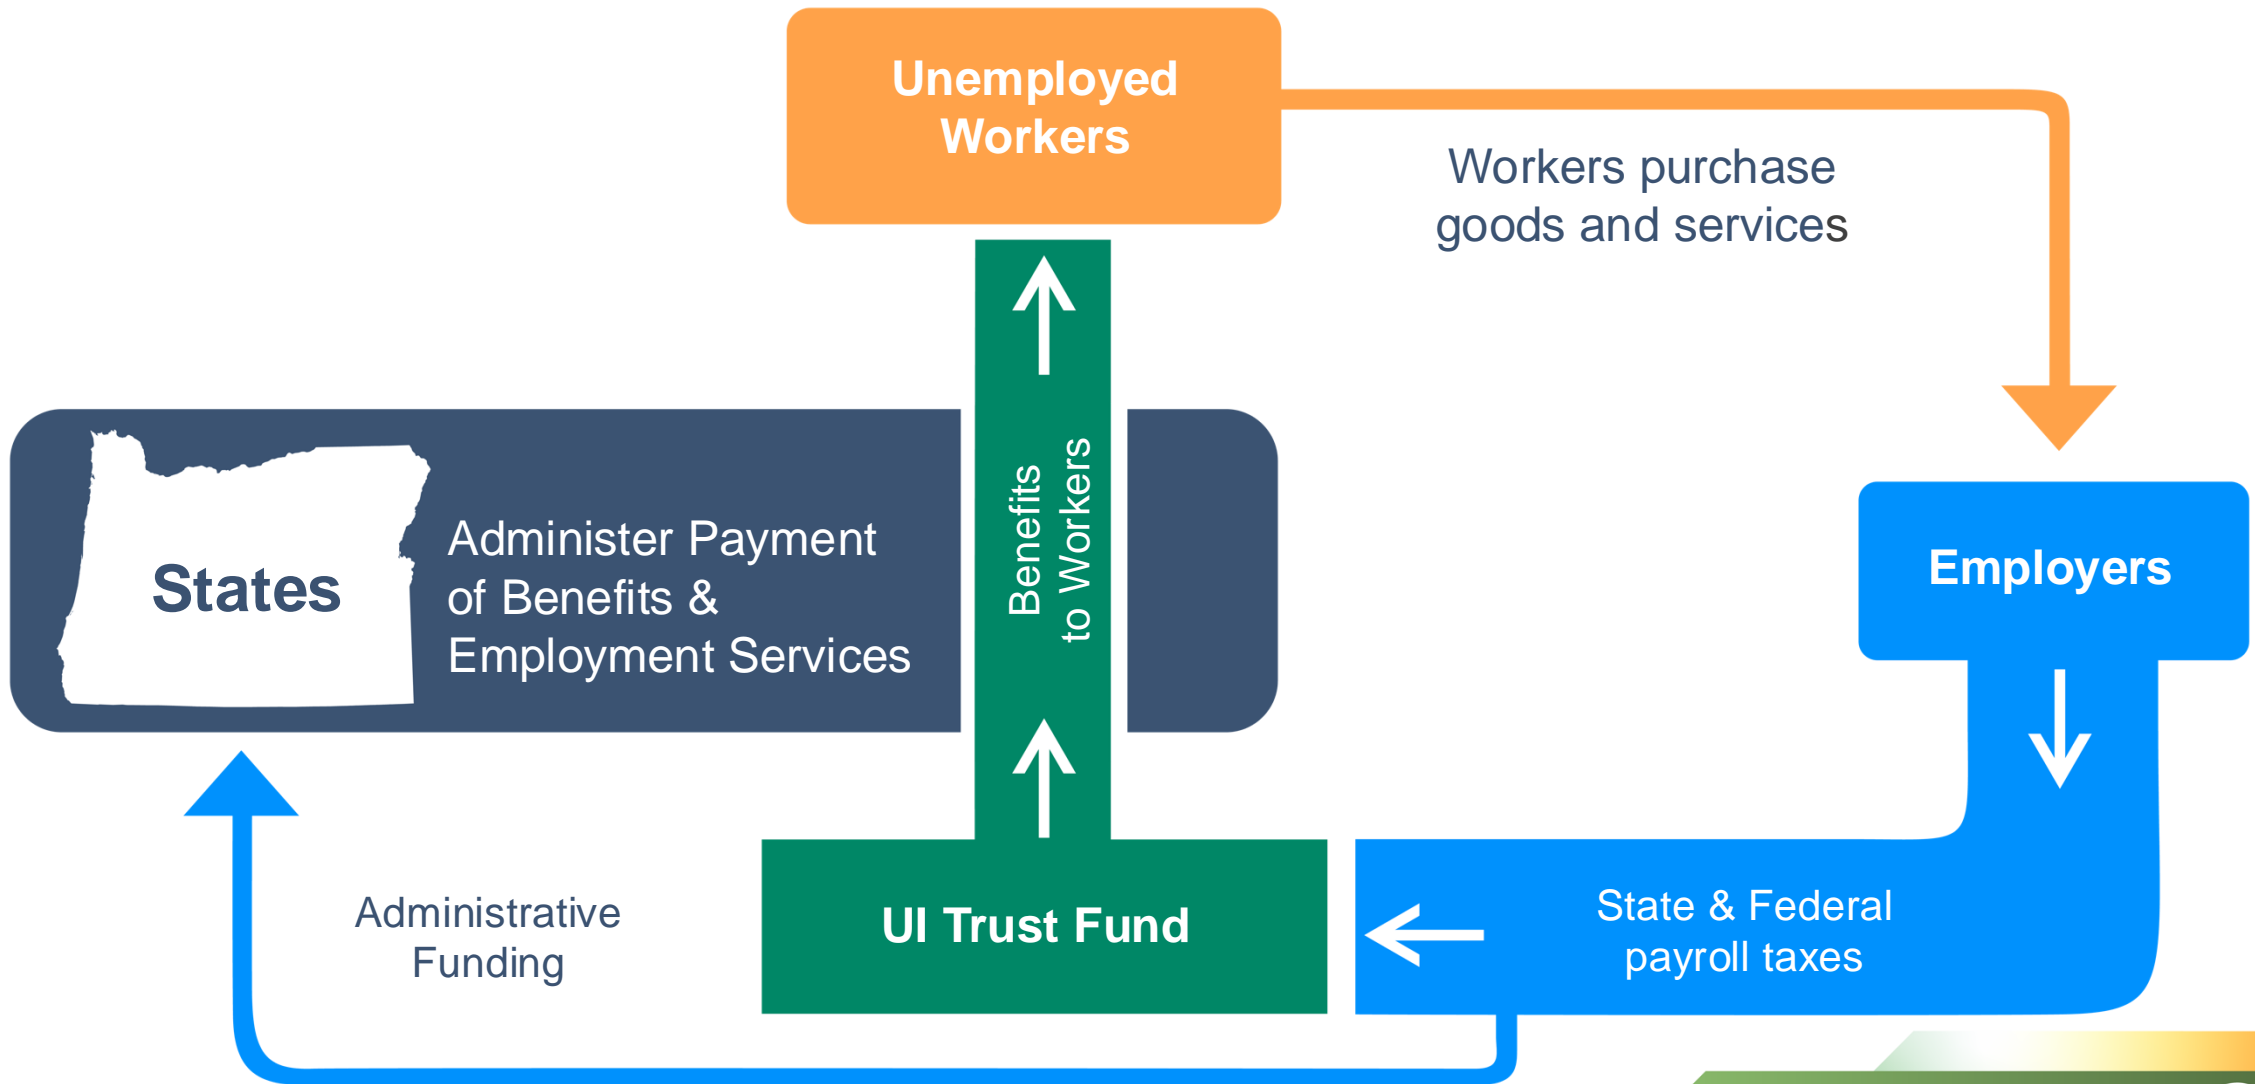 Unemployed
Workers
Workers purchase
goods and services
States
Administer Payment
of Benefits &
Employment Services
Benefits
to Workers
Employers
Administrative
Funding
UI Trust Fund
State & Federal
payroll taxes